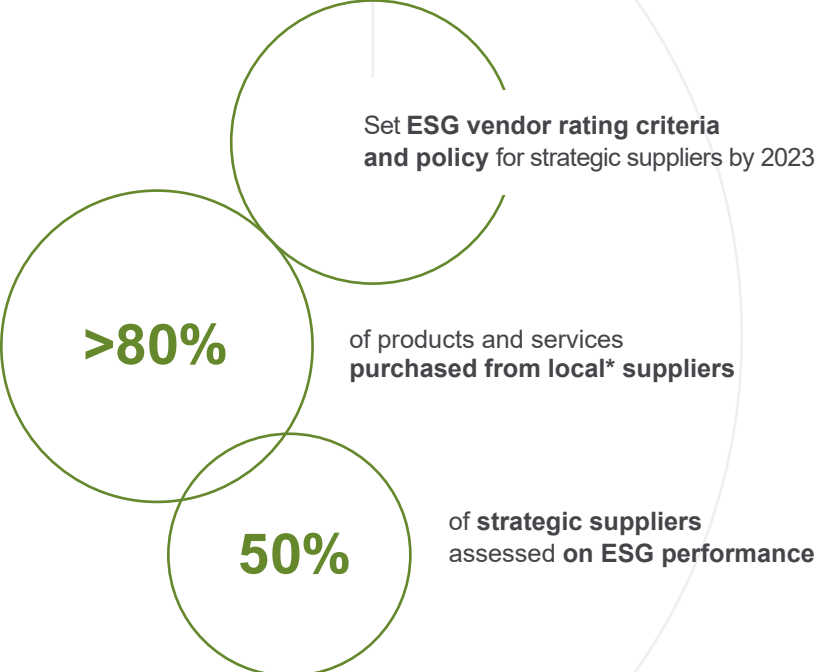 Set ESG vendor rating criteria
and policy for strategic suppliers by 2023
>80%
of products and services
purchased from local* suppliers
50%
of strategic suppliers
assessed on ESG performance